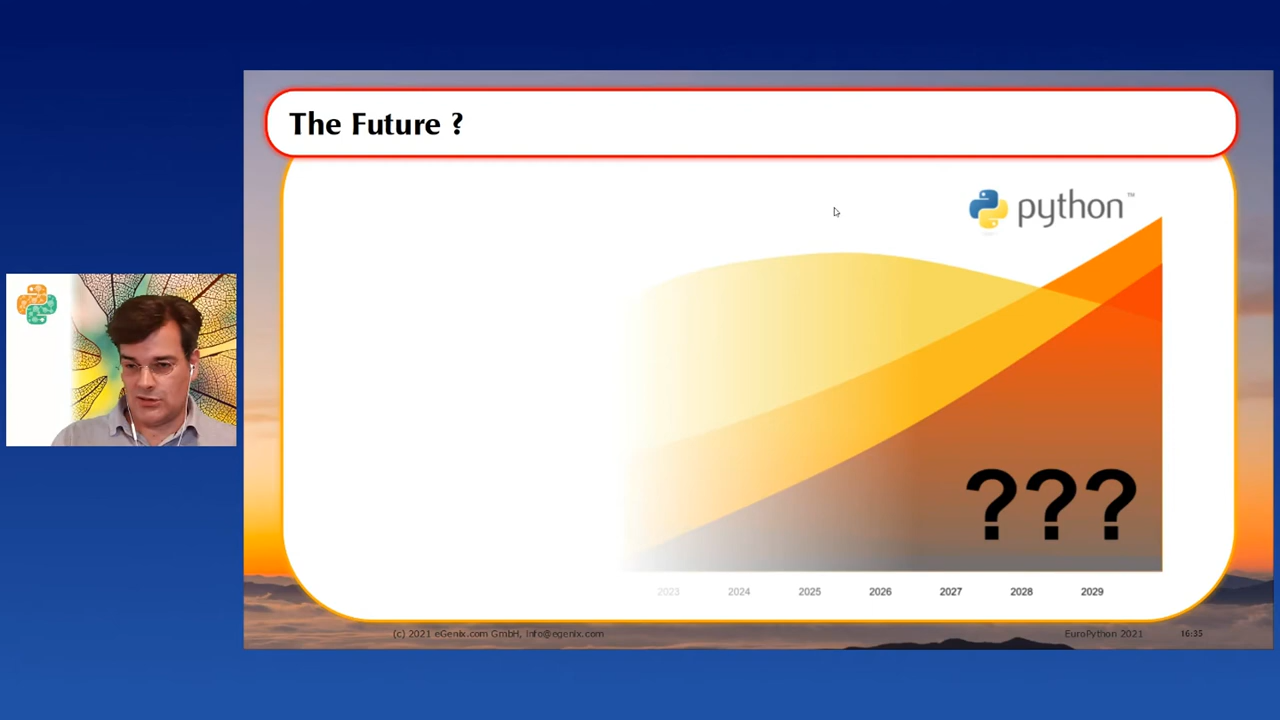 The Future ?
python™
???
2023 2024 2025 2026 2027 2028 2029
(c) 2021 eGenix.com GmbH, Info@egenix.com EuroPython 2021 16:35